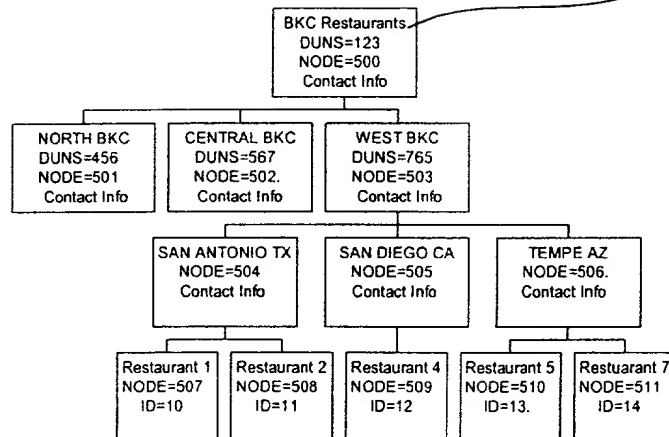 BKC Restaurants
DUNS=123
NODE=500
Contact Info
NORTH BKC
DUNS=456
NODE=501
Contact Info
CENTRAL BKC
DUNS=567
NODE=502.
Contact Info
WEST BKC
DUNS=765
NODE=503
Contact Info
SAN ANTONIO TX
NODE=504
Contact Info
SAN DIEGO CA
NODE=505
Contact Info
TEMPE AZ
NODE=506.
Contact Info
Restaurant 1
NODE=507
ID=10
Restaurant 2
NODE=508
ID=11
Restaurant 4
NODE=509
ID=12
Restaurant 5
NODE=510
ID=13.
Restuarant 7
NODE=511
ID=14